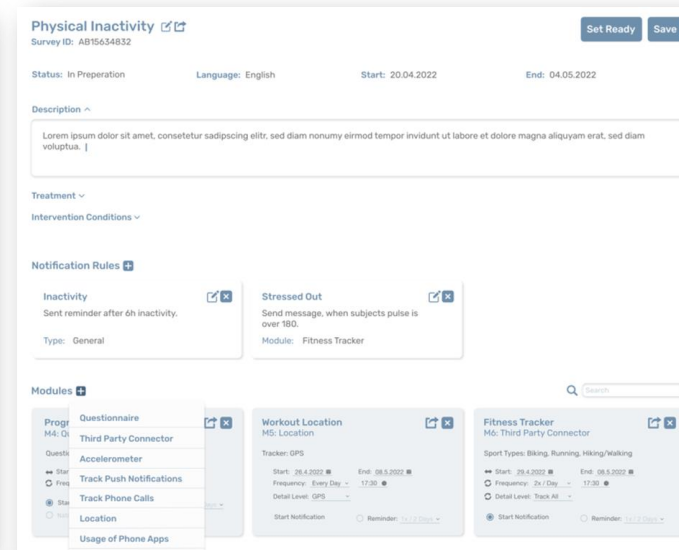 Physical Inactivity
Set Ready
Save
Survey ID: AB15634832
Status: In Preperation
Language: English
Start: 20.04.2022
End: 04.05.2022
Description
Lorem ipsum dolor sit amet, consetetur sadipscing elitr, sed diam nonumy eirmod tempor invidunt ut labore et dolore magna aliquyam erat, sed diam
voluptua.
Treatment
Intervention Conditions
Notification Rules
Inactivity
Sent reminder after 6h inactivity.
Type: General
Stressed Out
Send message, when subjects pulse is
over 180.
Module: Fitness Tracker
Modules
Search
Questionnaire
Third Party Connector
Accelerometer
Track Push Notifications
Track Phone Calls
Location
Usage of Phone Apps
Workout Location
M5: Location
Tracker: GPS
Start: 26.4.2022
End: 08.5.2022
Frequency: Every Day
17:30
Detail Level: GPS
Start Notification
Reminder: 1x / 2 Days
Fitness Tracker
M6: Third Party Connector
Sport Types: Biking, Running, Hiking/Walking
Start: 29.4.2022
End: 08.5.2022
Frequency: 2x / Day
17:30
Detail Level: Track All
Start Notification
Reminder: 1x / 2 Days